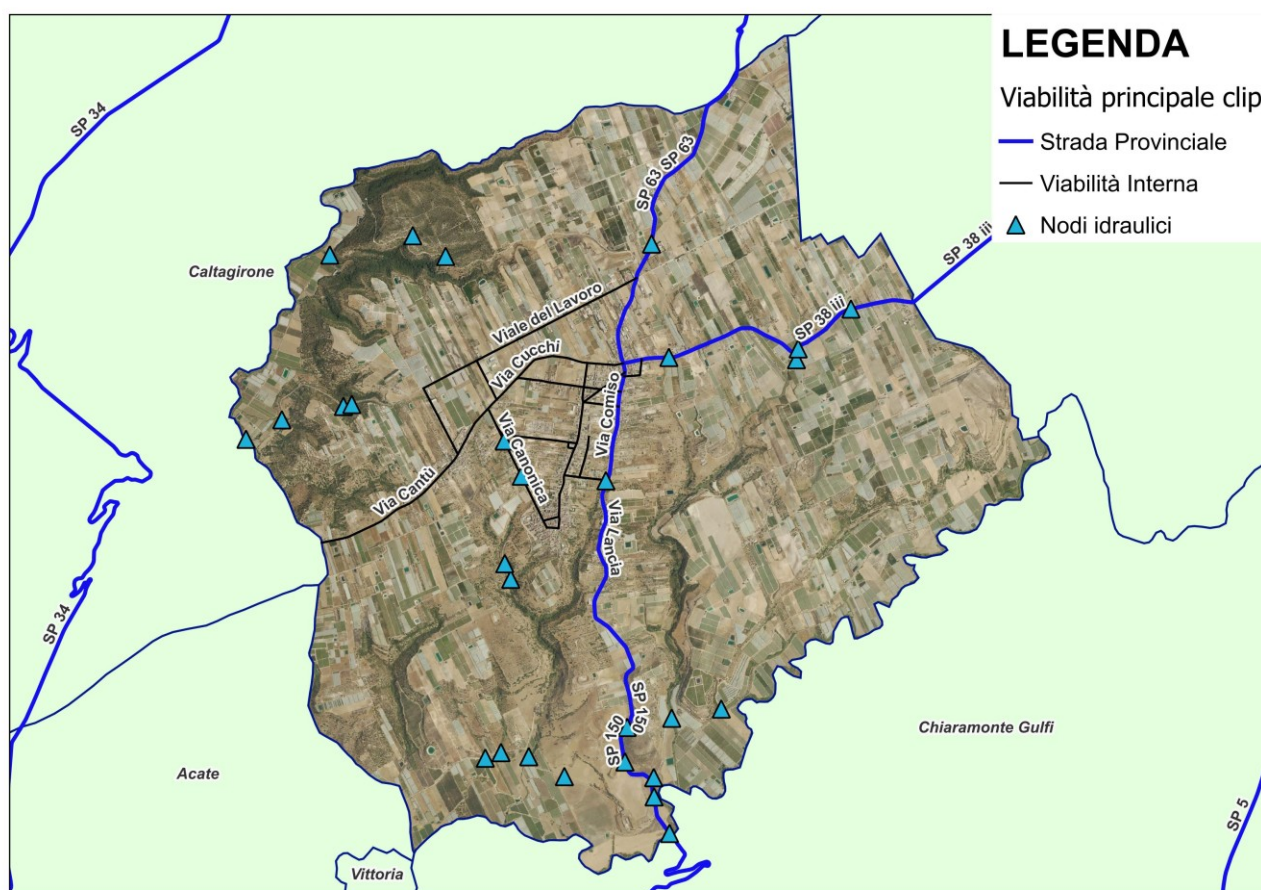 LEGENDA
Viabilità principale clip
Strada Provinciale
Viabilità Interna
Nodi idraulici
SP 34
SP 63 SP 63
SP 38 iii
Caltagirone
Viale del Lavoro
SP 38 iii
Via Cucchi
Via Comiso
Via Canonica
Via Cantù
Via Lancia
SP 34
SP 150
SP 150
Chiaramonte Gulfi
Acate
SP 5
Vittoria